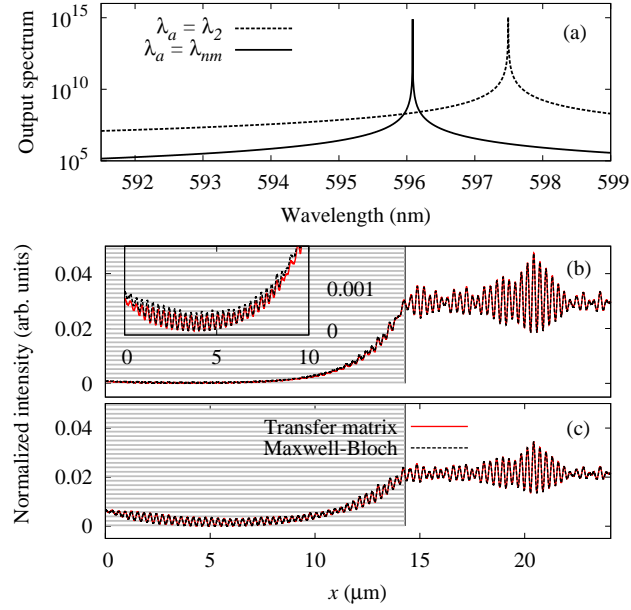 10^15
10^10
10^5
Output spectrum
λ_a = λ_2
λ_a = λ_nm
(a)
592 593 594 595 596 597 598 599
Wavelength (nm)
Normalized intensity (arb. units)
0.04
0.02
0
(b)
0.001
0
0 5 10
0.04
0.02
0
Transfer matrix
Maxwell-Bloch
(c)
0 5 10 15 20
x (μm)